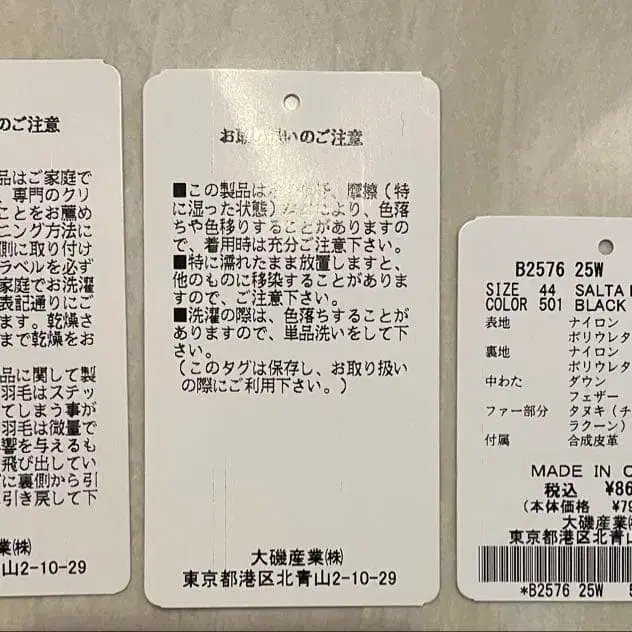 のご注意
品はご家庭で
、専門のクリ
ことをお薦め
ニング方法に
側に取り付け
ラベルを必ず
家庭でお洗濯
表記通りにご
ます。乾燥さ
まで乾燥をお
品に関して製
羽毛はステッ
てしまう事が
羽毛は微量で
響を与えるも
飛び出してい
に裏側から引
引き戻して下
業㈱
山2-10-29
お取り扱いのご注意
■この製品は、摩擦(特
に湿った状態)などにより、色落
ちや色移りすることがありますの
で、着用時は充分ご注意下さい。
■特に濡れたまま放置しますと、
他のものに移染することがありま
すので、ご注意下さい。
■洗濯の際は、色落ちすることが
ありますので、単品洗いをして下
さい。
(このタグは保存し、お取り扱い
の際にご利用下さい。)
大磯産業㈱
東京都港区北青山2-10-29
B2576 25W
SIZE 44 SALTA
COLOR 501 BLACK
表地 ナイロン
ポリウレタ
裏地 ナイロン
ポリウレタ
中わた ダウン
フェザー
ファー部分 タヌキ(チ
ラクーン)
付属 合成皮革
MADE IN C
税込 ¥86
(本体価格 ¥79
大磯産業㈱
東京都港区北青山
*B2576 25W 5